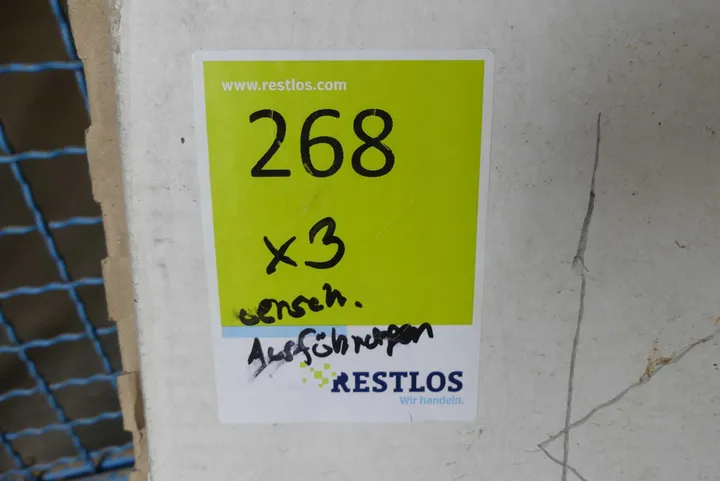 www.restlos.com
268
x3
versch.
Ausführungen
RESTLOS
Wir handeln.